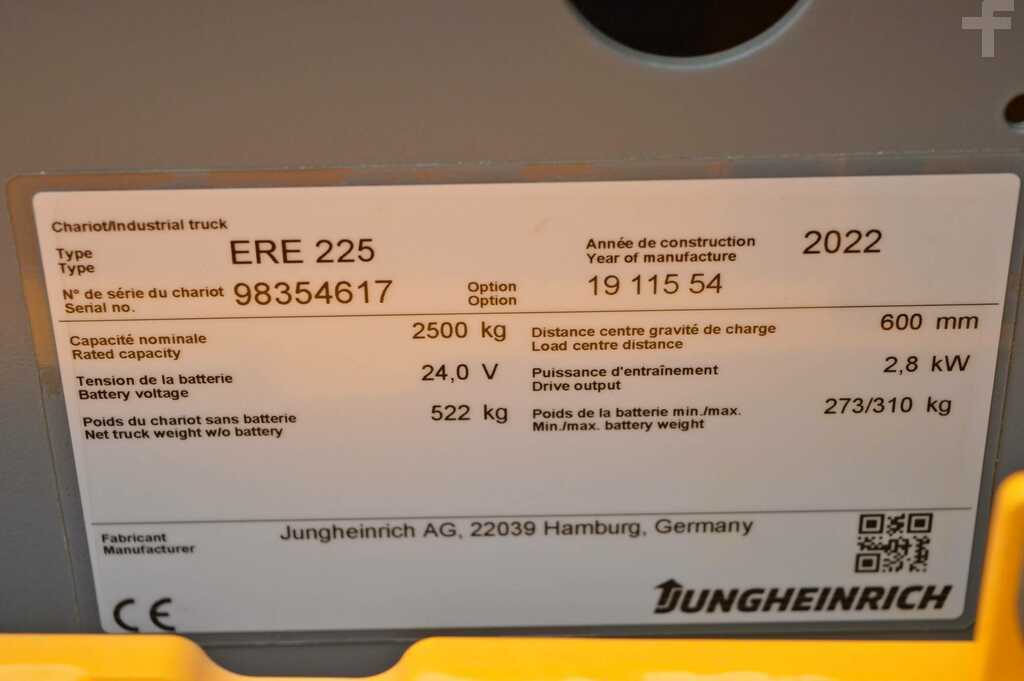 f
Chariot/Industrial truck
Type
Type
ERE 225
Année de construction
Year of manufacture
2022
N° de série du chariot
Serial no.
98354617
Option
Option
19 115 54
Capacité nominale
Rated capacity
2500 kg
Distance centre gravité de charge
Load centre distance
600 mm
Tension de la batterie
Battery voltage
24,0 V
Puissance d'entraînement
Drive output
2,8 kW
Poids du chariot sans batterie
Net truck weight w/o battery
522 kg
Poids de la batterie min./max.
Min./max. battery weight
273/310 kg
Fabricant
Manufacturer
Jungheinrich AG, 22039 Hamburg, Germany
CE
JUNGHEINRICH